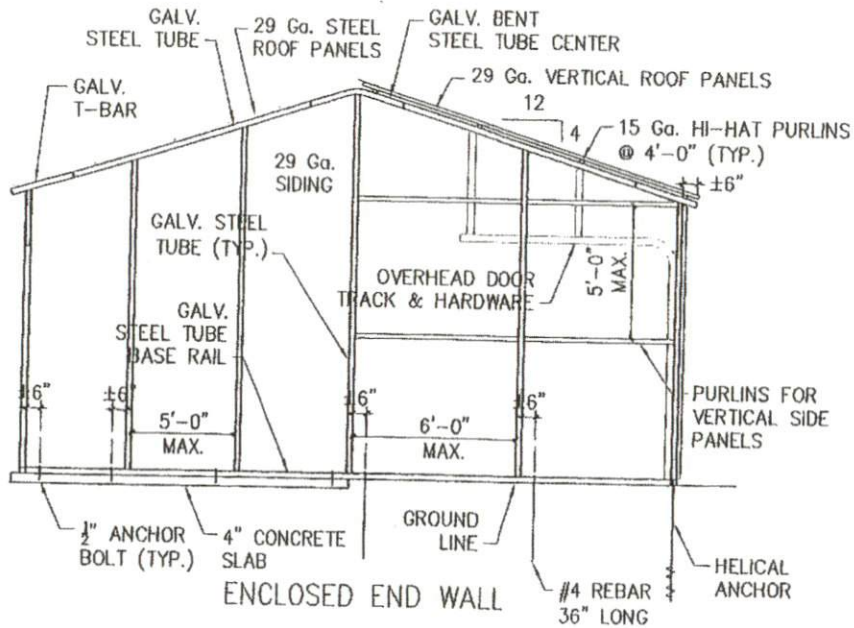 GALV.
STEEL TUBE
29 Ga. STEEL
ROOF PANELS
GALV. BENT
STEEL TUBE CENTER
29 Ga. VERTICAL ROOF PANELS
GALV.
T-BAR
12
4
15 Ga. HI-HAT PURLINS
@ 4'-0" (TYP.)
±6"
29 Ga.
SIDING
GALV. STEEL
TUBE (TYP.)
5'-0"
MAX.
OVERHEAD DOOR
TRACK & HARDWARE
GALV.
STEEL TUBE
BASE RAIL
±6"
±6"
±6"
±6"
5'-0"
MAX.
6'-0"
MAX.
PURLINS FOR
VERTICAL SIDE
PANELS
½" ANCHOR
BOLT (TYP.)
4" CONCRETE
SLAB
GROUND
LINE
HELICAL
ANCHOR
#4 REBAR
36" LONG
ENCLOSED END WALL